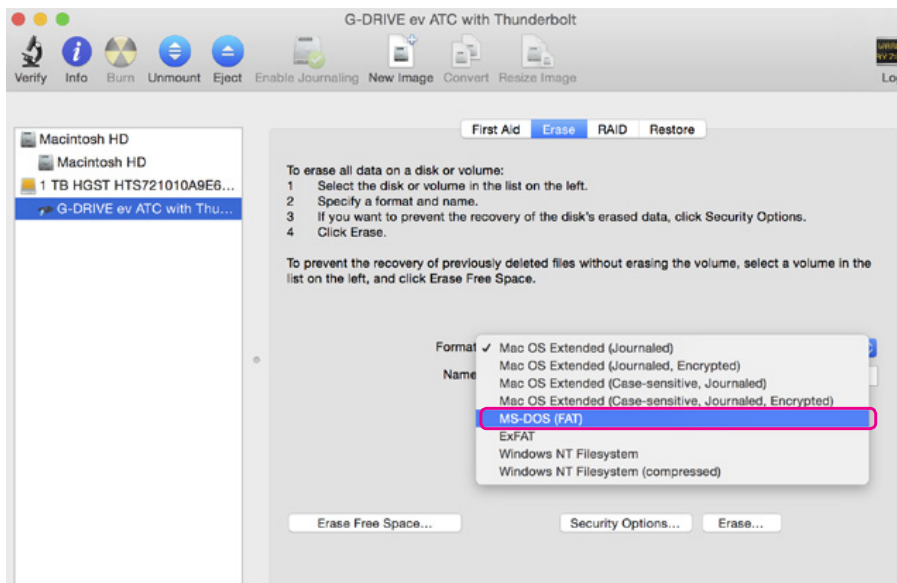 G-DRIVE ev ATC with Thunderbolt
Verify Info Burn Unmount Eject Enable Journaling New Image Convert Resize Image
Macintosh HD
Macintosh HD
1 TB HGST HTS721010A9E6...
G-DRIVE ev ATC with Thu...
First Aid Erase RAID Restore
To erase all data on a disk or volume:
1 Select the disk or volume in the list on the left.
2 Specify a format and name.
3 If you want to prevent the recovery of the disk's erased data, click Security Options.
4 Click Erase.
To prevent the recovery of previously deleted files without erasing the volume, select a volume in the
list on the left, and click Erase Free Space.
Format ✓ Mac OS Extended (Journaled)
Name
Mac OS Extended (Journaled, Encrypted)
Mac OS Extended (Case-sensitive, Journaled)
Mac OS Extended (Case-sensitive, Journaled, Encrypted)
MS-DOS (FAT)
ExFAT
Windows NT Filesystem
Windows NT Filesystem (compressed)
Erase Free Space... Security Options... Erase...